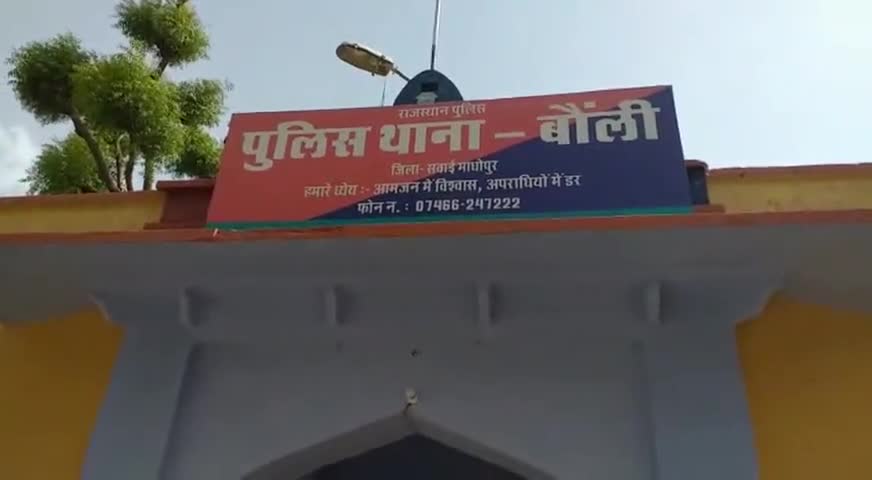 राजस्थान पुलिस
पुलिस थाना – बौंली
जिला- सवाई माधोपुर
हमारे ध्येय :- आमजन में विश्वास, अपराधियों में डर
फोन न. : 07466-247222